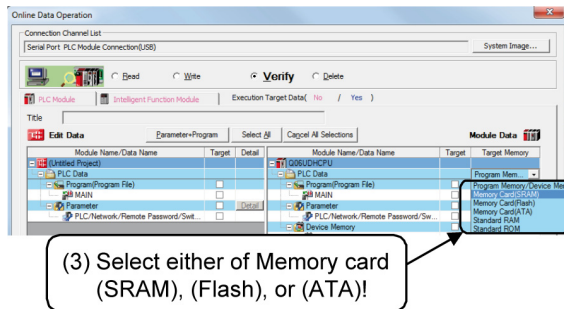 Online Data Operation
Connection Channel List
Serial Port PLC Module Connection(USB)
System Image...
Read Write Verify Delete
PLC Module Intelligent Function Module Execution Target Data( No / Yes )
Title
Edit Data Parameter+Program Select All Cancel All Selections Module Data
Module Name/Data Name Target Detail Module Name/Data Name Target Target Memory
(Untitled Project) Q06UDHCPU
PLC Data PLC Data Program Mem...
Program(Program File) Program(Program File) Program Memory/Device Mem
MAIN MAIN Memory Card(SRAM)
Parameter Detail Parameter Memory Card(Flash)
Memory Card(ATA)
PLC/Network/Remote Password/Swit... PLC/Network/Remote Password/Sw... Standard RAM
Device Memory Standard ROM
(3) Select either of Memory card
(SRAM), (Flash), or (ATA)!